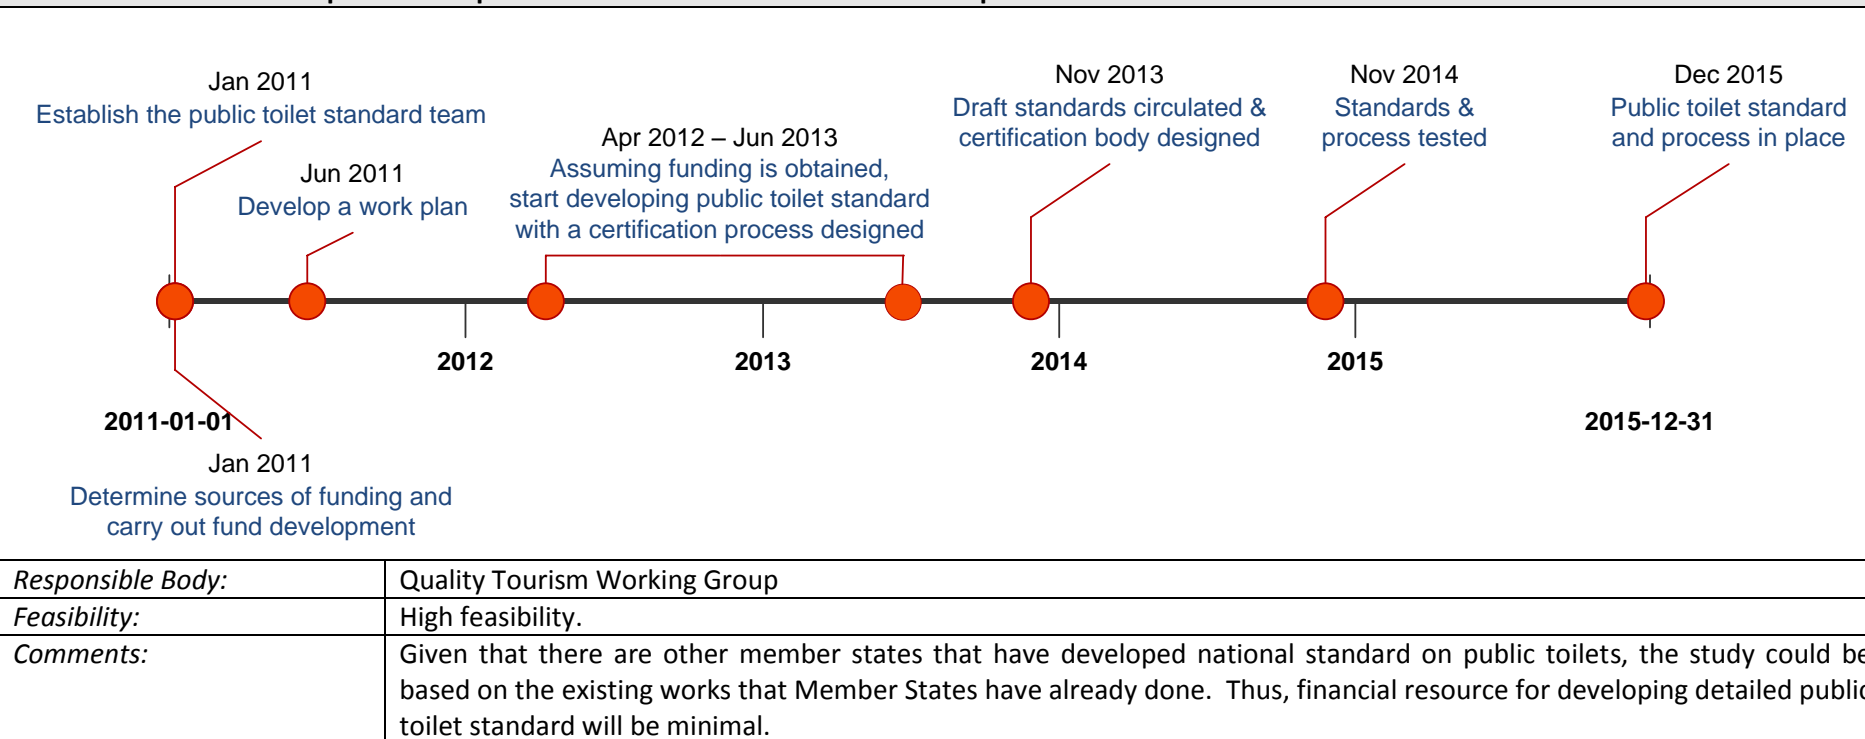 Jan 2011
Establish the public toilet standard team
Jun 2011
Develop a work plan
Apr 2012 – Jun 2013
Assuming funding is obtained,
start developing public toilet standard
with a certification process designed
Nov 2013
Draft standards circulated &
certification body designed
Nov 2014
Standards &
process tested
Dec 2015
Public toilet standard
and process in place
2012
2013
2014
2015
2011-01-01
2015-12-31
Jan 2011
Determine sources of funding and
carry out fund development
Responsible Body:
Quality Tourism Working Group
Feasibility:
High feasibility.
Comments:
Given that there are other member states that have developed national standard on public toilets, the study could be
based on the existing works that Member States have already done. Thus, financial resource for developing detailed public
toilet standard will be minimal.